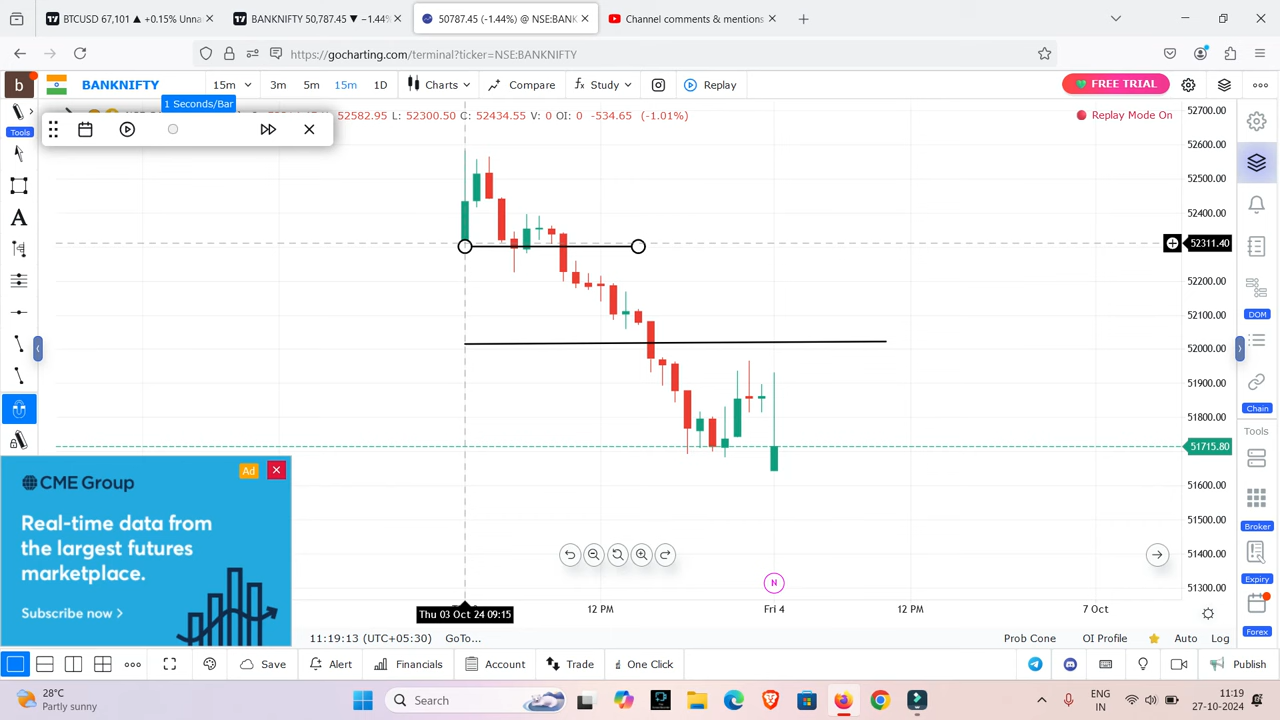 BTCUSD 67,101 ▲ +0.15% Unna
BANKNIFTY 50,787.45 ▼ −1.44%
50787.45 (-1.44%) @ NSE:BANK
Channel comments & mentions
https://gocharting.com/terminal?ticker=NSE:BANKNIFTY
b
BANKNIFTY
15m
3m
5m
15m
1D
Charts
Compare
Study
Replay
FREE TRIAL
1 Seconds/Bar
52582.95 L: 52300.50 C: 52434.55 V: 0 OI: 0 -534.65 (-1.01%)
Replay Mode On
Tools
A
52700.00
52600.00
52500.00
52400.00
52311.40
52200.00
52100.00
52000.00
51900.00
51800.00
51715.80
51600.00
51500.00
51400.00
51300.00
DOM
Chain
Tools
Broker
Expiry
Forex
Ad
CME Group
Real-time data from
the largest futures
marketplace.
Subscribe now >
N
Thu 03 Oct 24 09:15
12 PM
Fri 4
12 PM
7 Oct
11:19:13 (UTC+05:30)
GoTo...
Prob Cone
OI Profile
Auto
Log
Save
Alert
Financials
Account
Trade
One Click
Publish
28°C
Partly sunny
Search
ENG
IN
11:19
27-10-2024